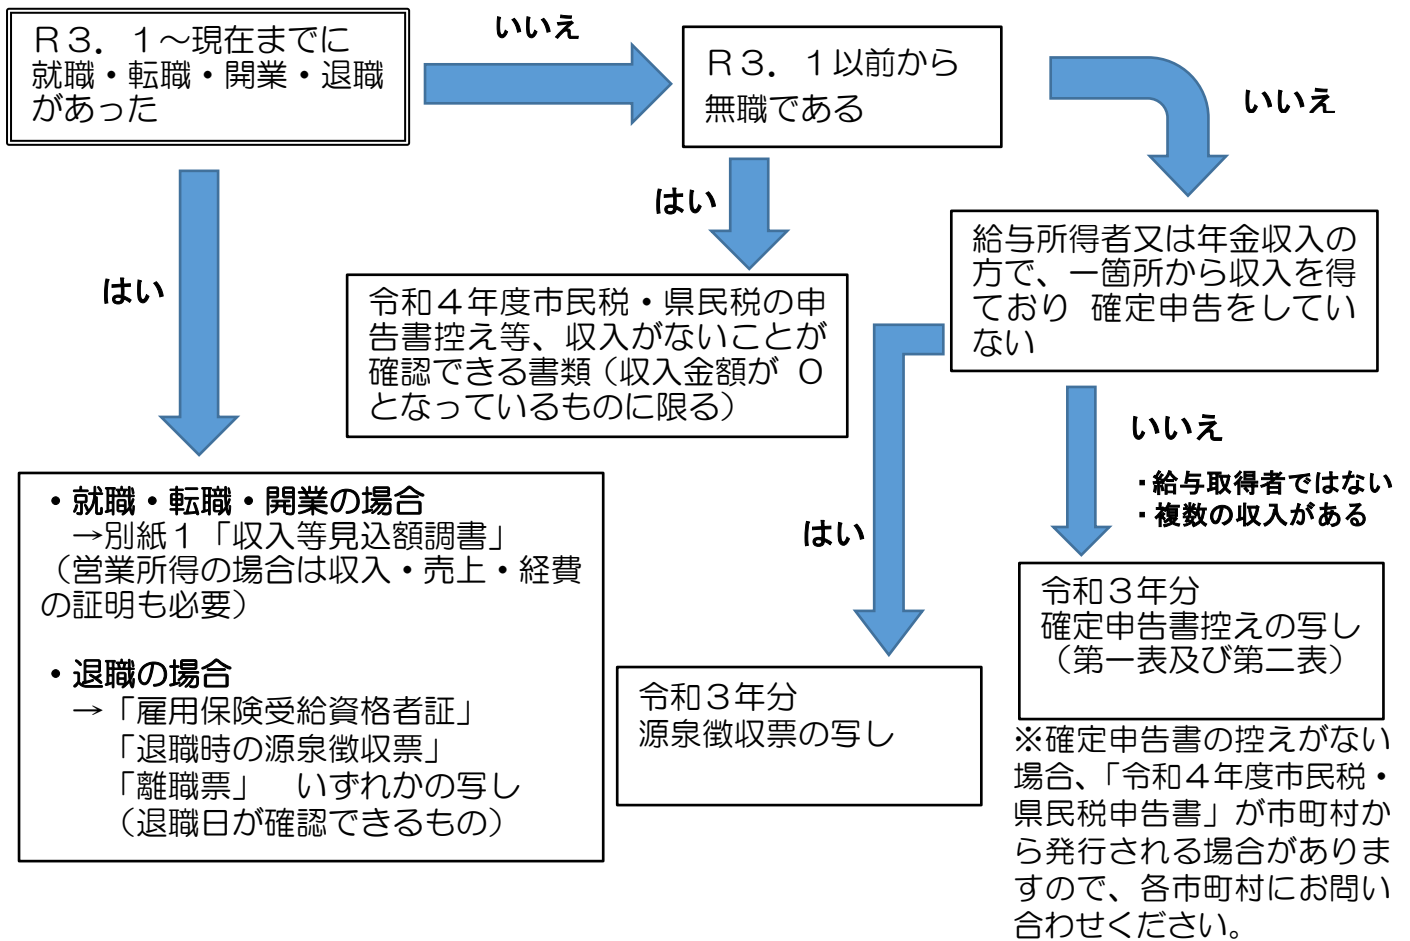 Ｒ３．１～現在までに
就職・転職・開業・退職
があった
いいえ
Ｒ３．１以前から
無職である
いいえ
はい
はい
給与所得者又は年金収入の
方で、一箇所から収入を得
ており 確定申告をしてい
ない
令和４年度市民税・県民税の申
告書控え等、収入がないことが
確認できる書類（収入金額が ０
となっているものに限る）
いいえ
・給与取得者ではない
・複数の収入がある
はい
・就職・転職・開業の場合
→別紙１「収入等見込額調書」
（営業所得の場合は収入・売上・経費
の証明も必要）
・退職の場合
→「雇用保険受給資格者証」
「退職時の源泉徴収票」
「離職票」　いずれかの写し
（退職日が確認できるもの）
令和３年分
源泉徴収票の写し
令和３年分
確定申告書控えの写し
（第一表及び第二表）
※確定申告書の控えがない
場合、「令和４年度市民税・
県民税申告書」が市町村か
ら発行される場合がありま
すので、各市町村にお問い
合わせください。